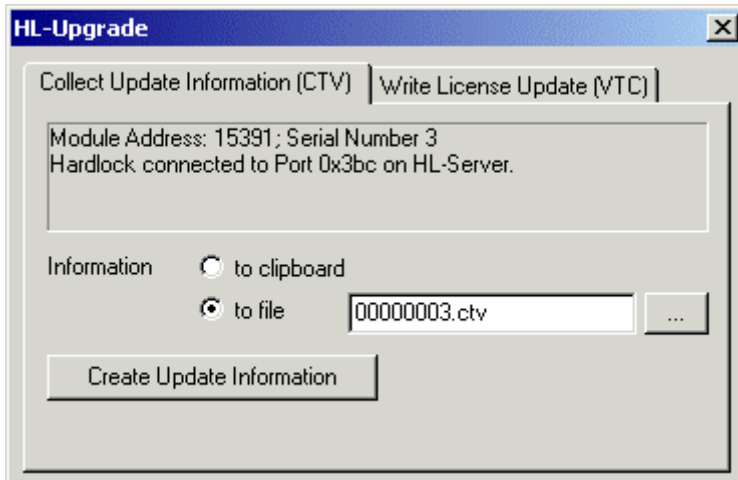 HL-Upgrade
Collect Update Information (CTV) Write License Update (VTC)
Module Address: 15391; Serial Number 3
Hardlock connected to Port 0x3bc on HL-Server.
Information to clipboard
to file 00000003.ctv ...
Create Update Information